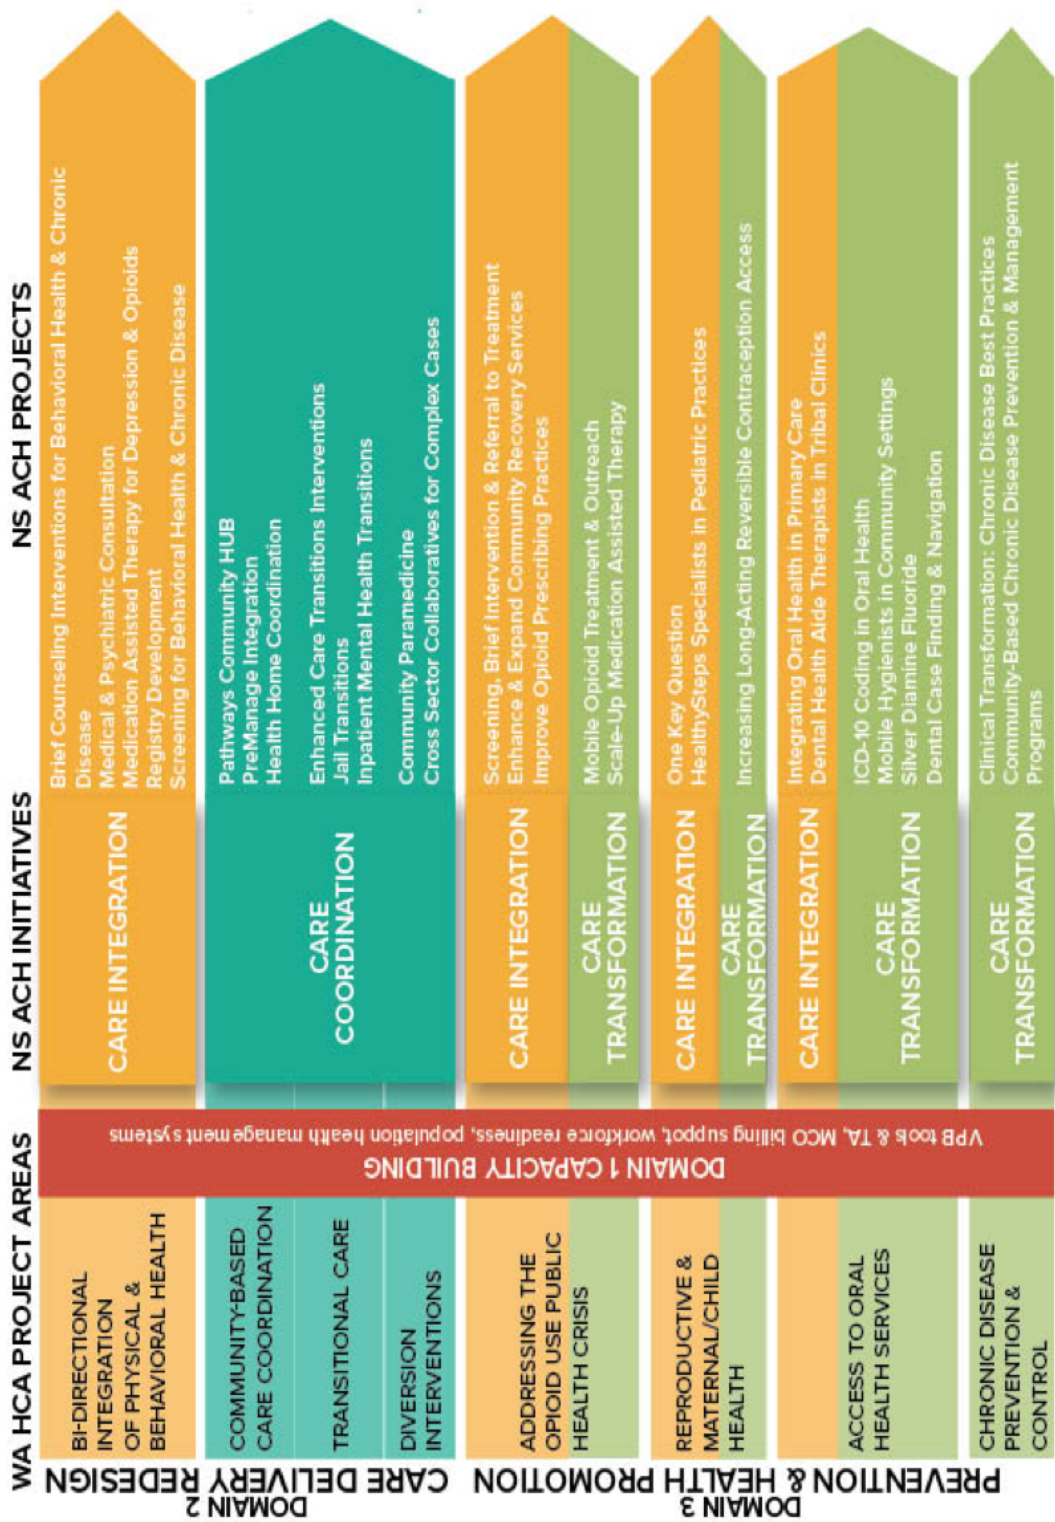 WA HCA PROJECT AREAS
NS ACH INITIATIVES
NS ACH PROJECTS
DOMAIN 2
CARE DELIVERY REDESIGN
BI-DIRECTIONAL
INTEGRATION
OF PHYSICAL &
BEHAVIORAL HEALTH
CARE INTEGRATION
Brief Counseling Interventions for Behavioral Health & Chronic
Disease
Medical & Psychiatric Consultation
Medication Assisted Therapy for Depression & Opioids
Registry Development
Screening for Behavioral Health & Chronic Disease
COMMUNITY-BASED
CARE COORDINATION
TRANSITIONAL CARE
DIVERSION
INTERVENTIONS
CARE
COORDINATION
Pathways Community HUB
PreManage Integration
Health Home Coordination
Enhanced Care Transitions Interventions
Jail Transitions
Inpatient Mental Health Transitions
Community Paramedicine
Cross Sector Collaboratives for Complex Cases
DOMAIN 1 CAPACITY BUILDING
VPB tools & TA, MCO billing suppot, workforce readiness, population health management systems
DOMAIN 3
PREVENTION & HEALTH PROMOTION
ADDRESSING THE
OPIOID USE PUBLIC
HEALTH CRISIS
CARE INTEGRATION
Screening, Brief Intervention & Referral to Treatment
Enhance & Expand Community Recovery Services
Improve Opioid Prescribing Practices
CARE
TRANSFORMATION
Mobile Opioid Treatment & Outreach
Scale-Up Medication Assisted Therapy
REPRODUCTIVE &
MATERNAL/CHILD
HEALTH
CARE INTEGRATION
One Key Question
HealthySteps Specialists in Pediatric Practices
CARE
TRANSFORMATION
Increasing Long-Acting Reversible Contraception Access
ACCESS TO ORAL
HEALTH SERVICES
CARE INTEGRATION
Integrating Oral Health in Primary Care
Dental Health Aide Therapists in Tribal Clinics
CARE
TRANSFORMATION
ICD-10 Coding in Oral Health
Mobile Hygienists in Community Settings
Silver Diamine Fluoride
Dental Case Finding & Navigation
CHRONIC DISEASE
PREVENTION &
CONTROL
CARE
TRANSFORMATION
Clinical Transformation: Chronic Disease Best Practices
Community-Based Chronic Disease Prevention & Management
Programs